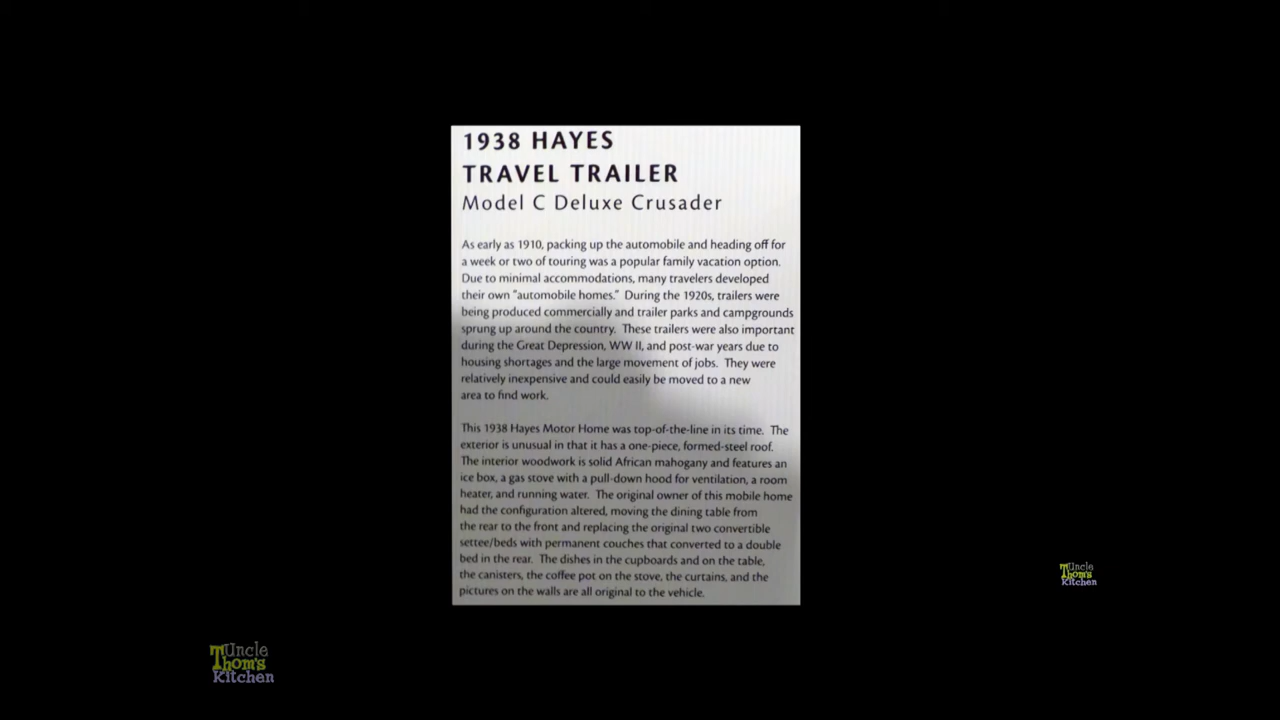 1938 HAYES
TRAVEL TRAILER
Model C Deluxe Crusader
As early as 1910, packing up the automobile and heading off for
a week or two of touring was a popular family vacation option.
Due to minimal accommodations, many travelers developed
their own "automobile homes." During the 1920s, trailers were
being produced commercially and trailer parks and campgrounds
sprung up around the country. These trailers were also important
during the Great Depression, WW II, and post-war years due to
housing shortages and the large movement of jobs. They were
relatively inexpensive and could easily be moved to a new
area to find work.
This 1938 Hayes Motor Home was top-of-the-line in its time. The
exterior is unusual in that it has a one-piece, formed-steel roof.
The interior woodwork is solid African mahogany and features an
ice box, a gas stove with a pull-down hood for ventilation, a room
heater, and running water. The original owner of this mobile home
had the configuration altered, moving the dining table from
the rear to the front and replacing the original two convertible
settee/beds with permanent couches that converted to a double
bed in the rear. The dishes in the cupboards and on the table,
the canisters, the coffee pot on the stove, the curtains, and the
pictures on the walls are all original to the vehicle.
Uncle
Thom's
Kitchen
Uncle
Thom's
Kitchen